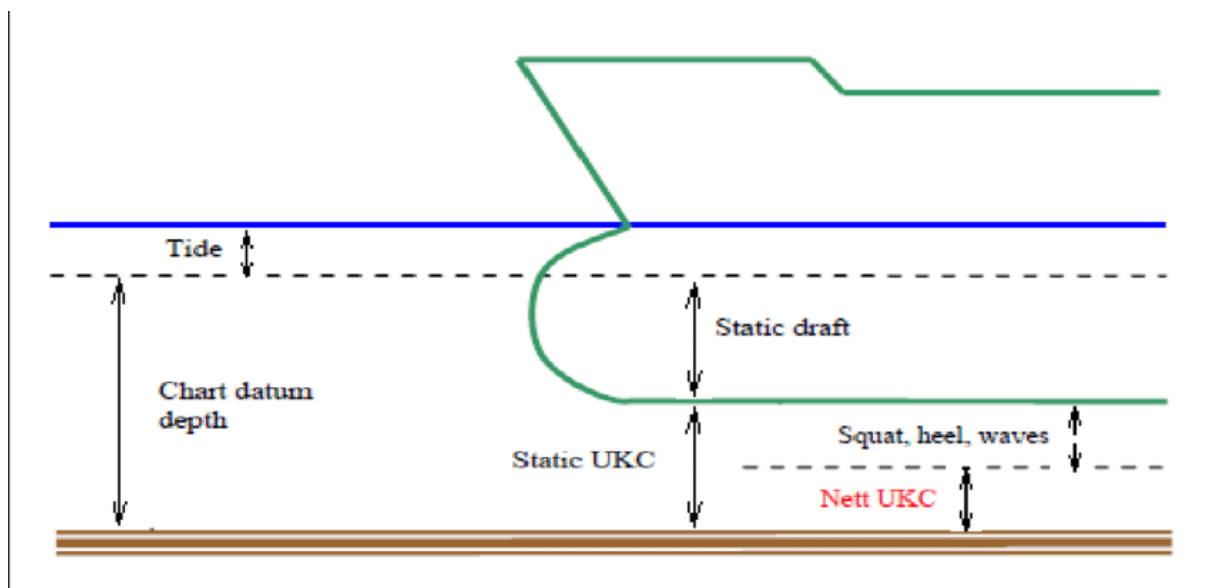 Tide
Static draft
Chart datum
depth
Squat, heel, waves
Static UKC
Nett UKC